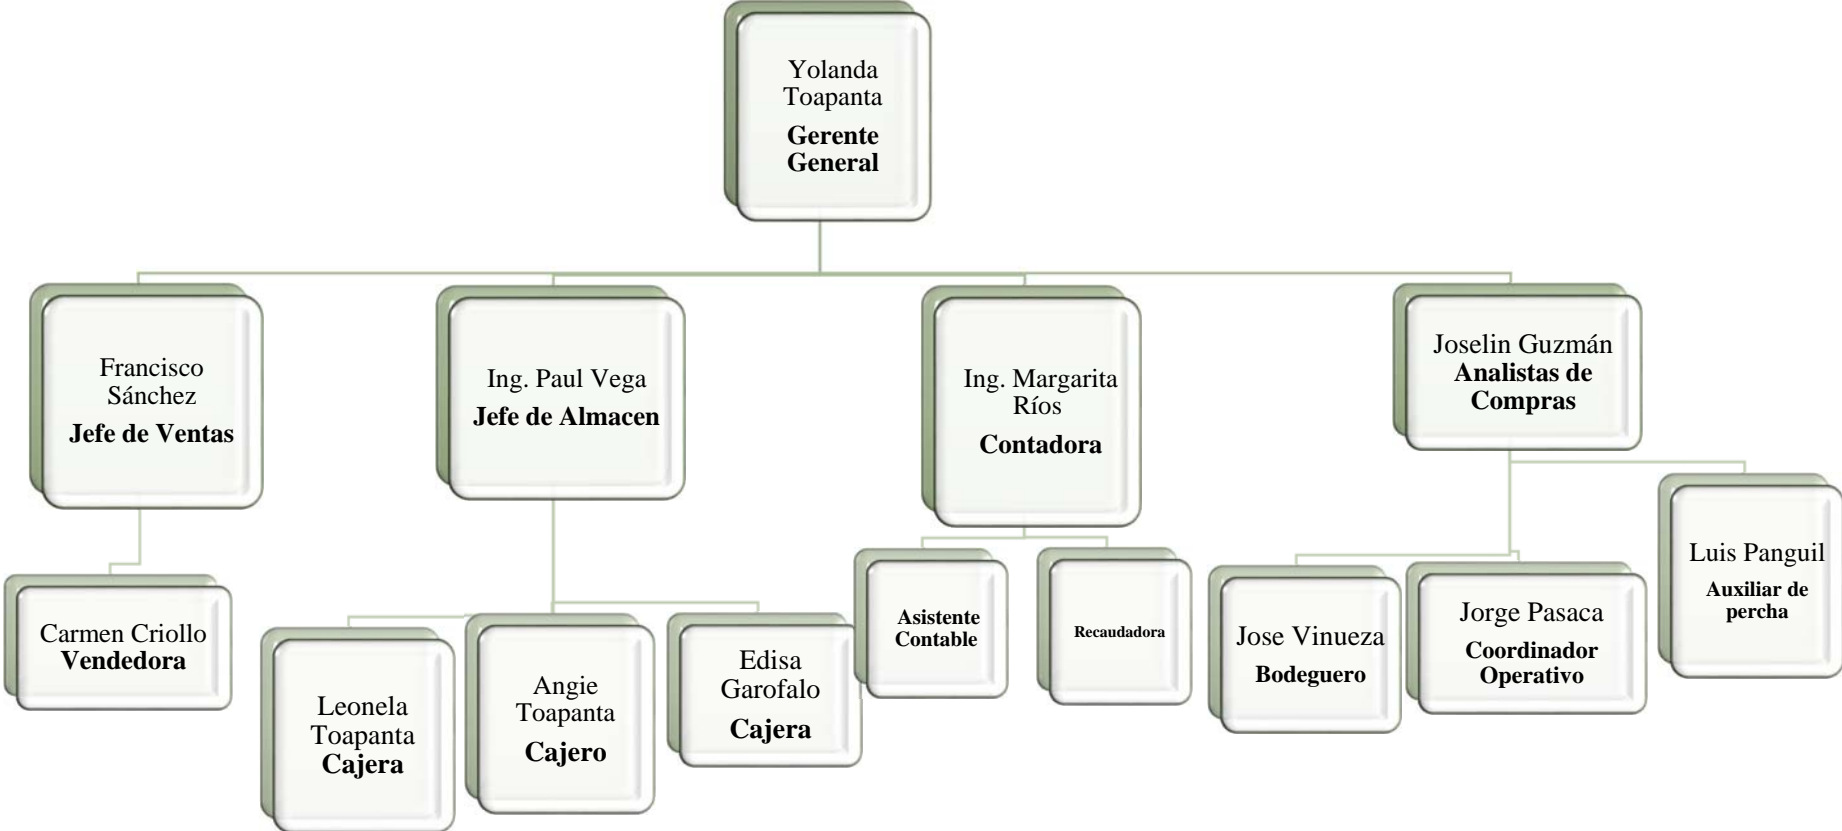 Yolanda
Toapanta
Gerente
General
Francisco
Sánchez
Jefe de Ventas
Ing. Paul Vega
Jefe de Almacen
Ing. Margarita
Ríos
Contadora
Joselin Guzmán
Analistas de
Compras
Carmen Criollo
Vendedora
Leonela
Toapanta
Cajera
Angie
Toapanta
Cajero
Edisa
Garofalo
Cajera
Asistente
Contable
Recaudadora
Jose Vinueza
Bodeguero
Jorge Pasaca
Coordinador
Operativo
Luis Panguil
Auxiliar de
percha